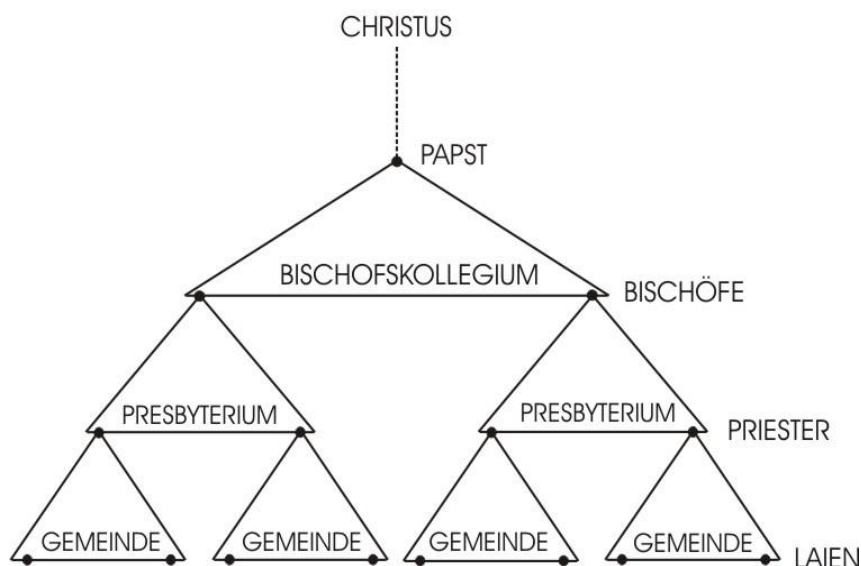 CHRISTUS
PAPST
BISCHOFSKOLLEGIUM
BISCHÖFE
PRESBYTERIUM
PRESBYTERIUM
PRIESTER
GEMEINDE
GEMEINDE
GEMEINDE
GEMEINDE
LAIEN